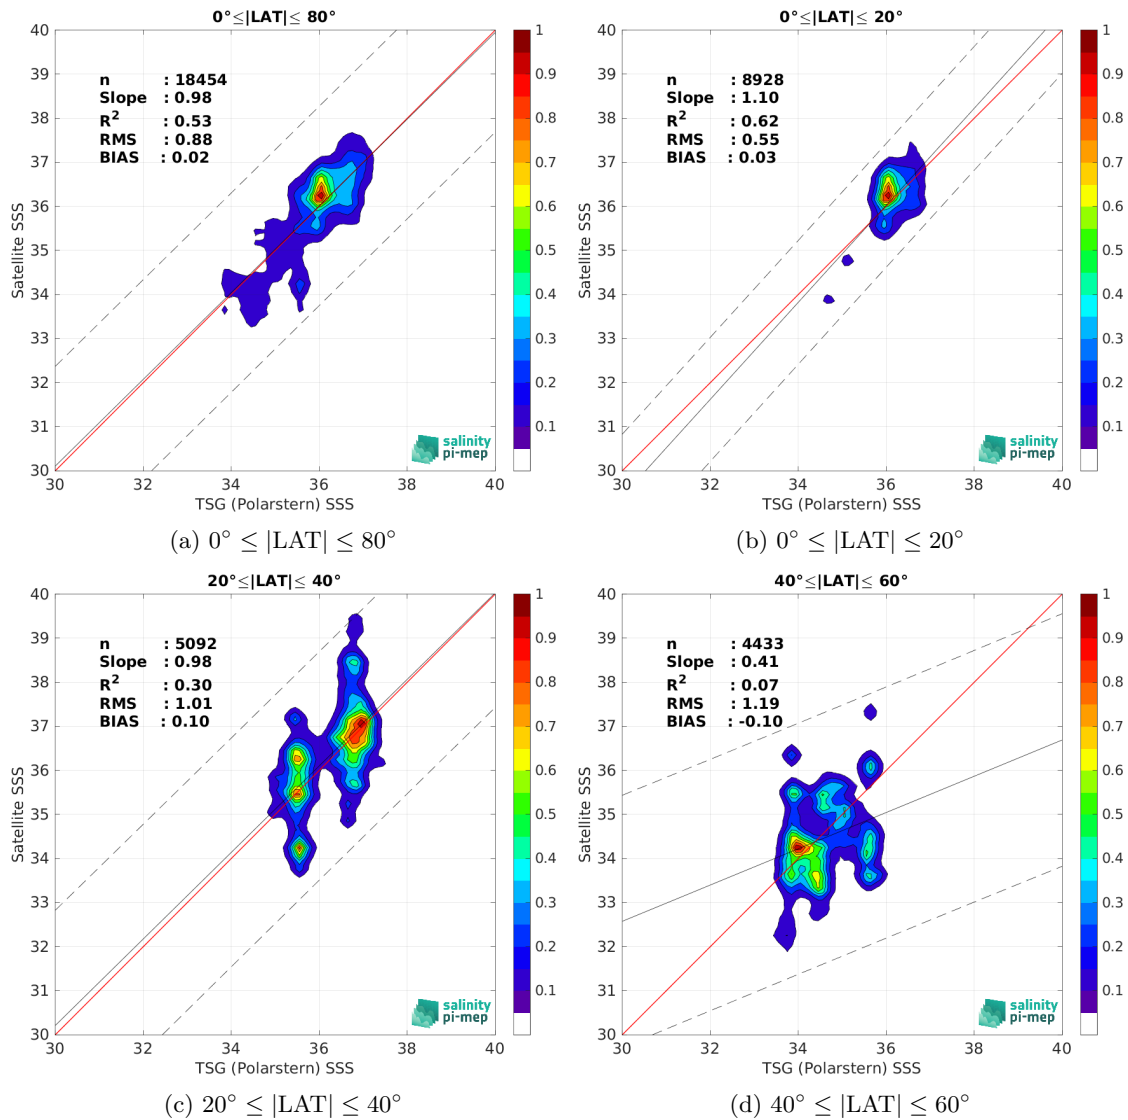 0°≤|LAT|≤ 80°
40
39
38
37
36
35
34
33
32
31
30
30 32 34 36 38 40
Satellite SSS
TSG (Polarstern) SSS
n : 18454
Slope : 0.98
R2 : 0.53
RMS : 0.88
BIAS : 0.02
salinity
pi-mep
1
0.9
0.8
0.7
0.6
0.5
0.4
0.3
0.2
0.1
(a) 0° ≤ |LAT| ≤ 80°
0°≤|LAT|≤ 20°
40
39
38
37
36
35
34
33
32
31
30
30 32 34 36 38 40
Satellite SSS
TSG (Polarstern) SSS
n : 8928
Slope : 1.10
R2 : 0.62
RMS : 0.55
BIAS : 0.03
salinity
pi-mep
1
0.9
0.8
0.7
0.6
0.5
0.4
0.3
0.2
0.1
(b) 0° ≤ |LAT| ≤ 20°
20°≤|LAT|≤ 40°
40
39
38
37
36
35
34
33
32
31
30
30 32 34 36 38 40
Satellite SSS
TSG (Polarstern) SSS
n : 5092
Slope : 0.98
R2 : 0.30
RMS : 1.01
BIAS : 0.10
salinity
pi-mep
1
0.9
0.8
0.7
0.6
0.5
0.4
0.3
0.2
0.1
(c) 20° ≤ |LAT| ≤ 40°
40°≤|LAT|≤ 60°
40
39
38
37
36
35
34
33
32
31
30
30 32 34 36 38 40
Satellite SSS
TSG (Polarstern) SSS
n : 4433
Slope : 0.41
R2 : 0.07
RMS : 1.19
BIAS : -0.10
salinity
pi-mep
1
0.9
0.8
0.7
0.6
0.5
0.4
0.3
0.2
0.1
(d) 40° ≤ |LAT| ≤ 60°